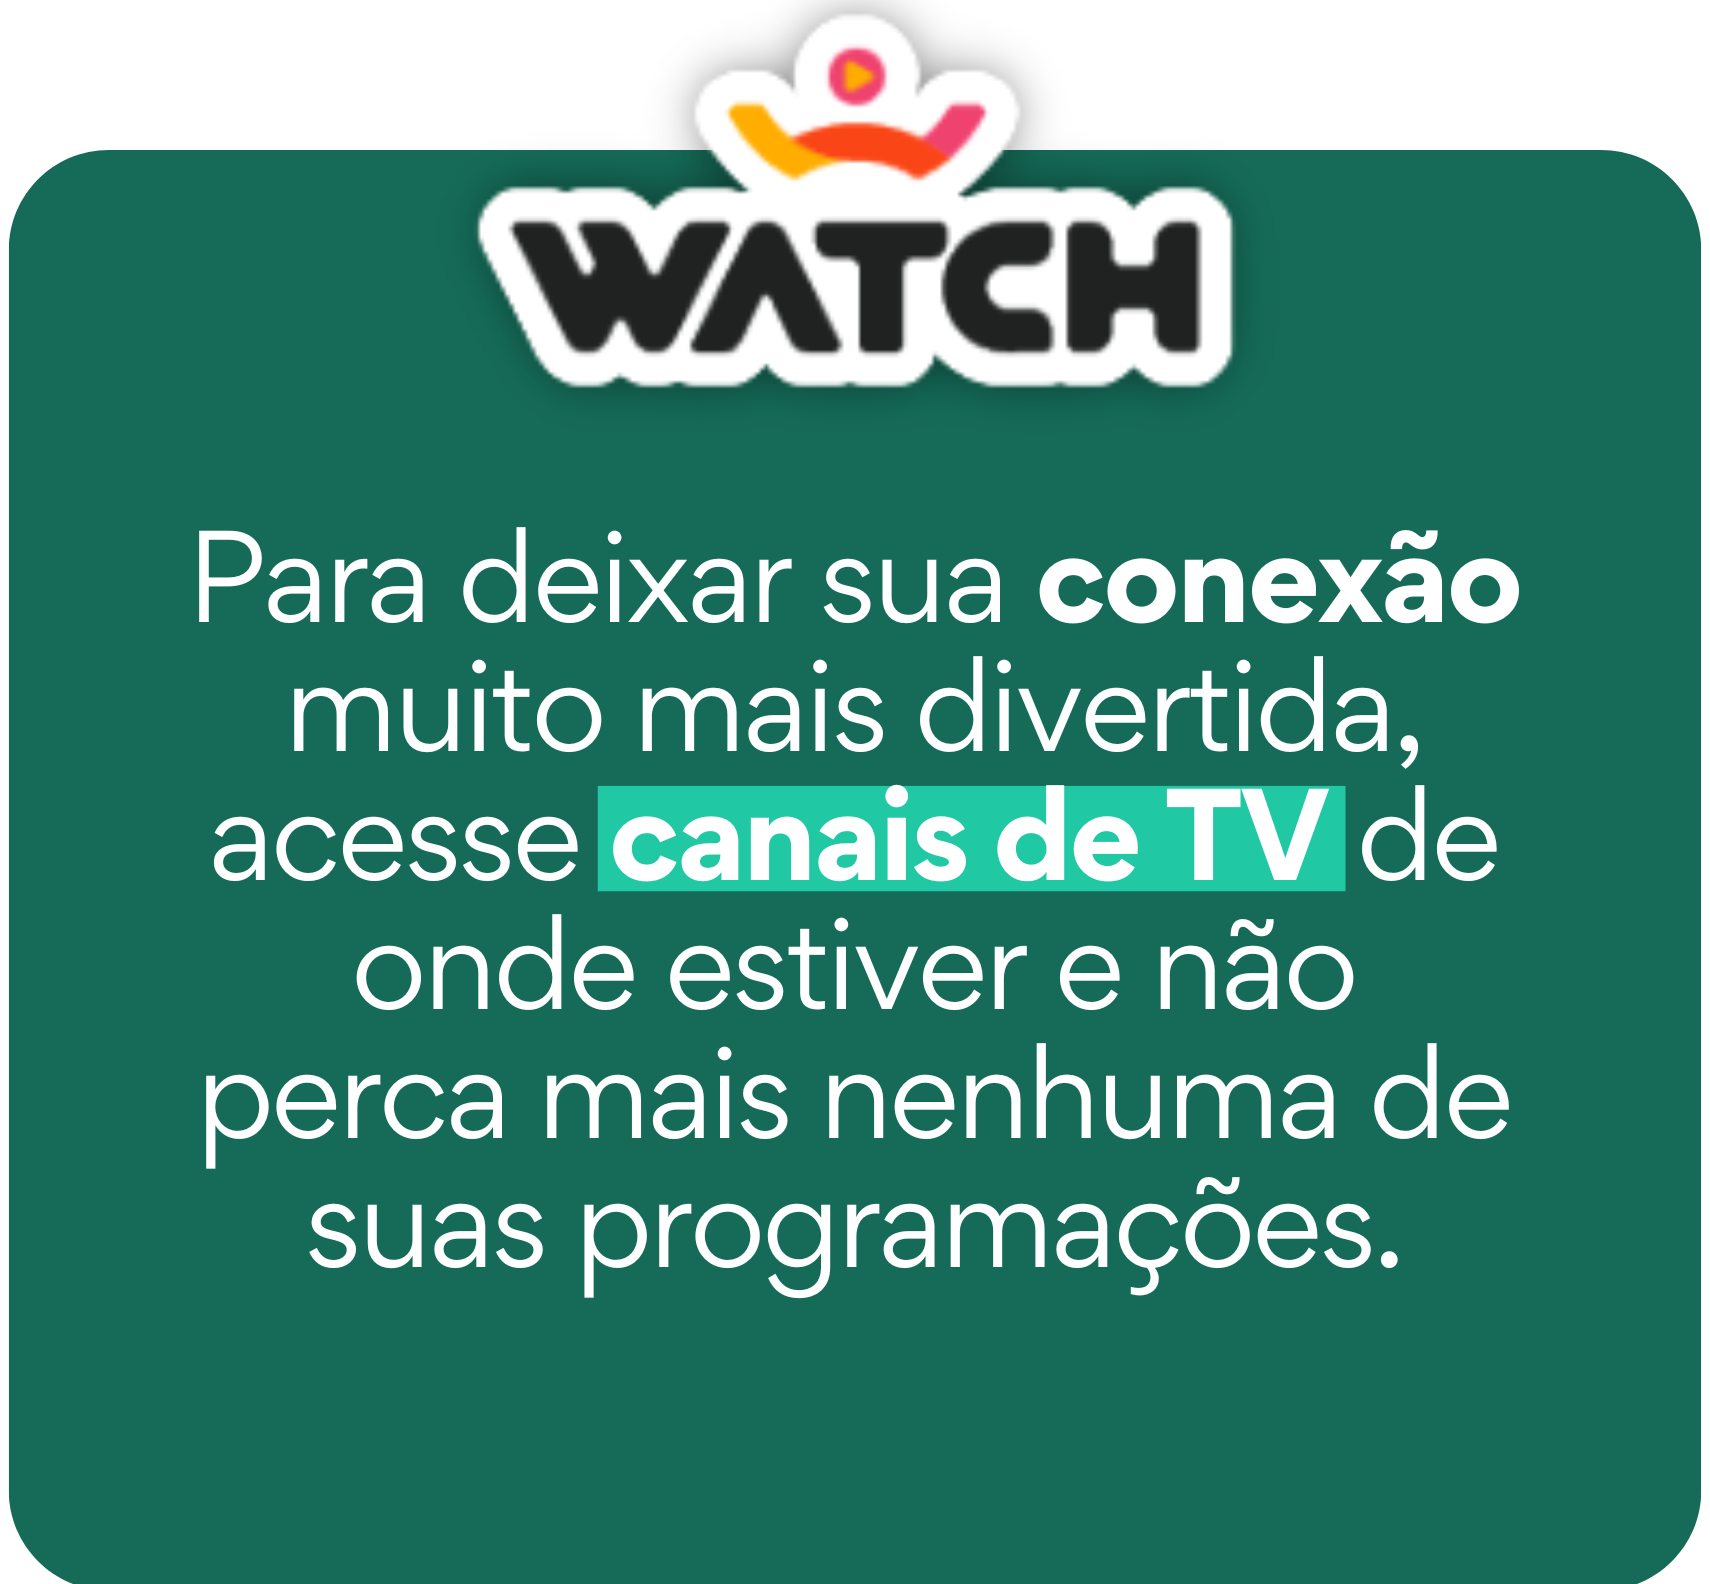 WATCH
Para deixar sua conexão
muito mais divertida,
acesse canais de TV de
onde estiver e não
perca mais nenhuma de
suas programações.